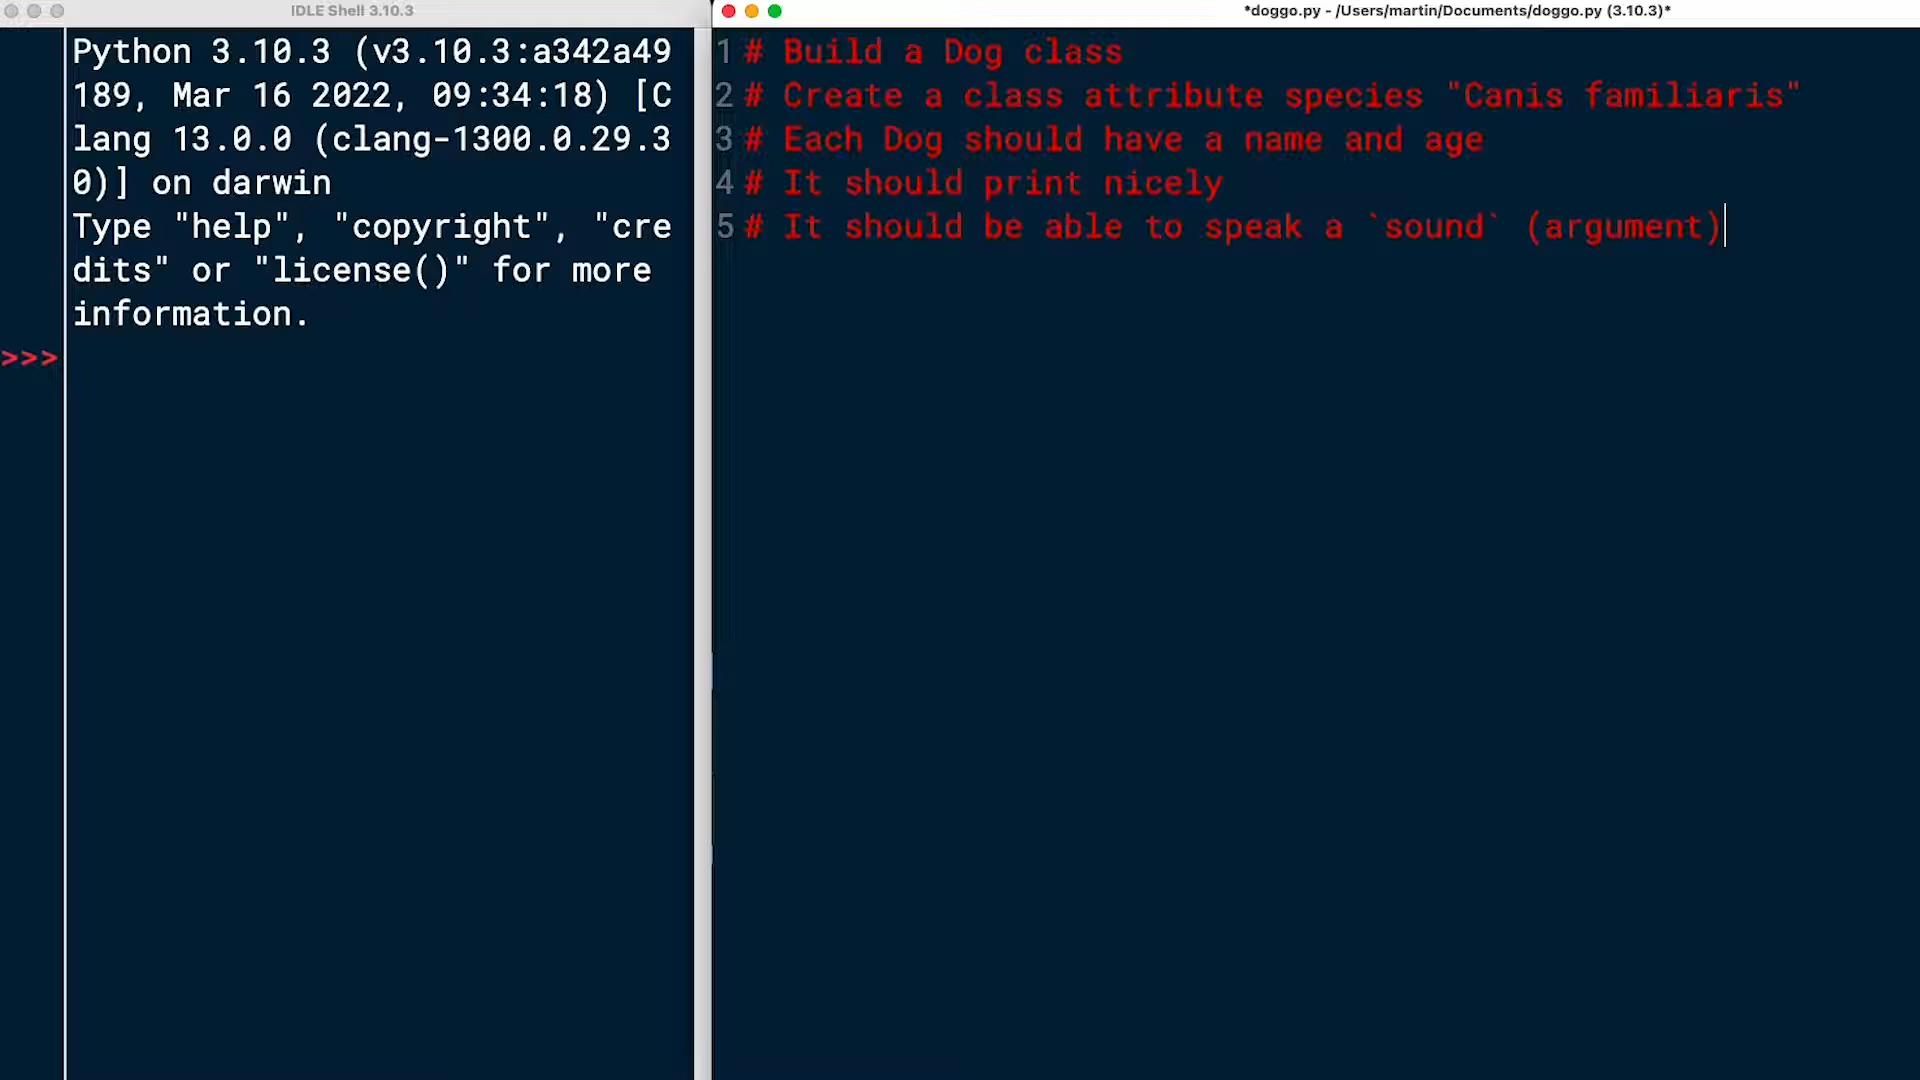 IDLE Shell 3.10.3
Python 3.10.3 (v3.10.3:a342a49
189, Mar 16 2022, 09:34:18) [C
lang 13.0.0 (clang-1300.0.29.3
0)] on darwin
Type "help", "copyright", "cre
dits" or "license()" for more
information.
>>>
*doggo.py - /Users/martin/Documents/doggo.py (3.10.3)*
1 # Build a Dog class
2 # Create a class attribute species "Canis familiaris"
3 # Each Dog should have a name and age
4 # It should print nicely
5 # It should be able to speak a `sound` (argument)